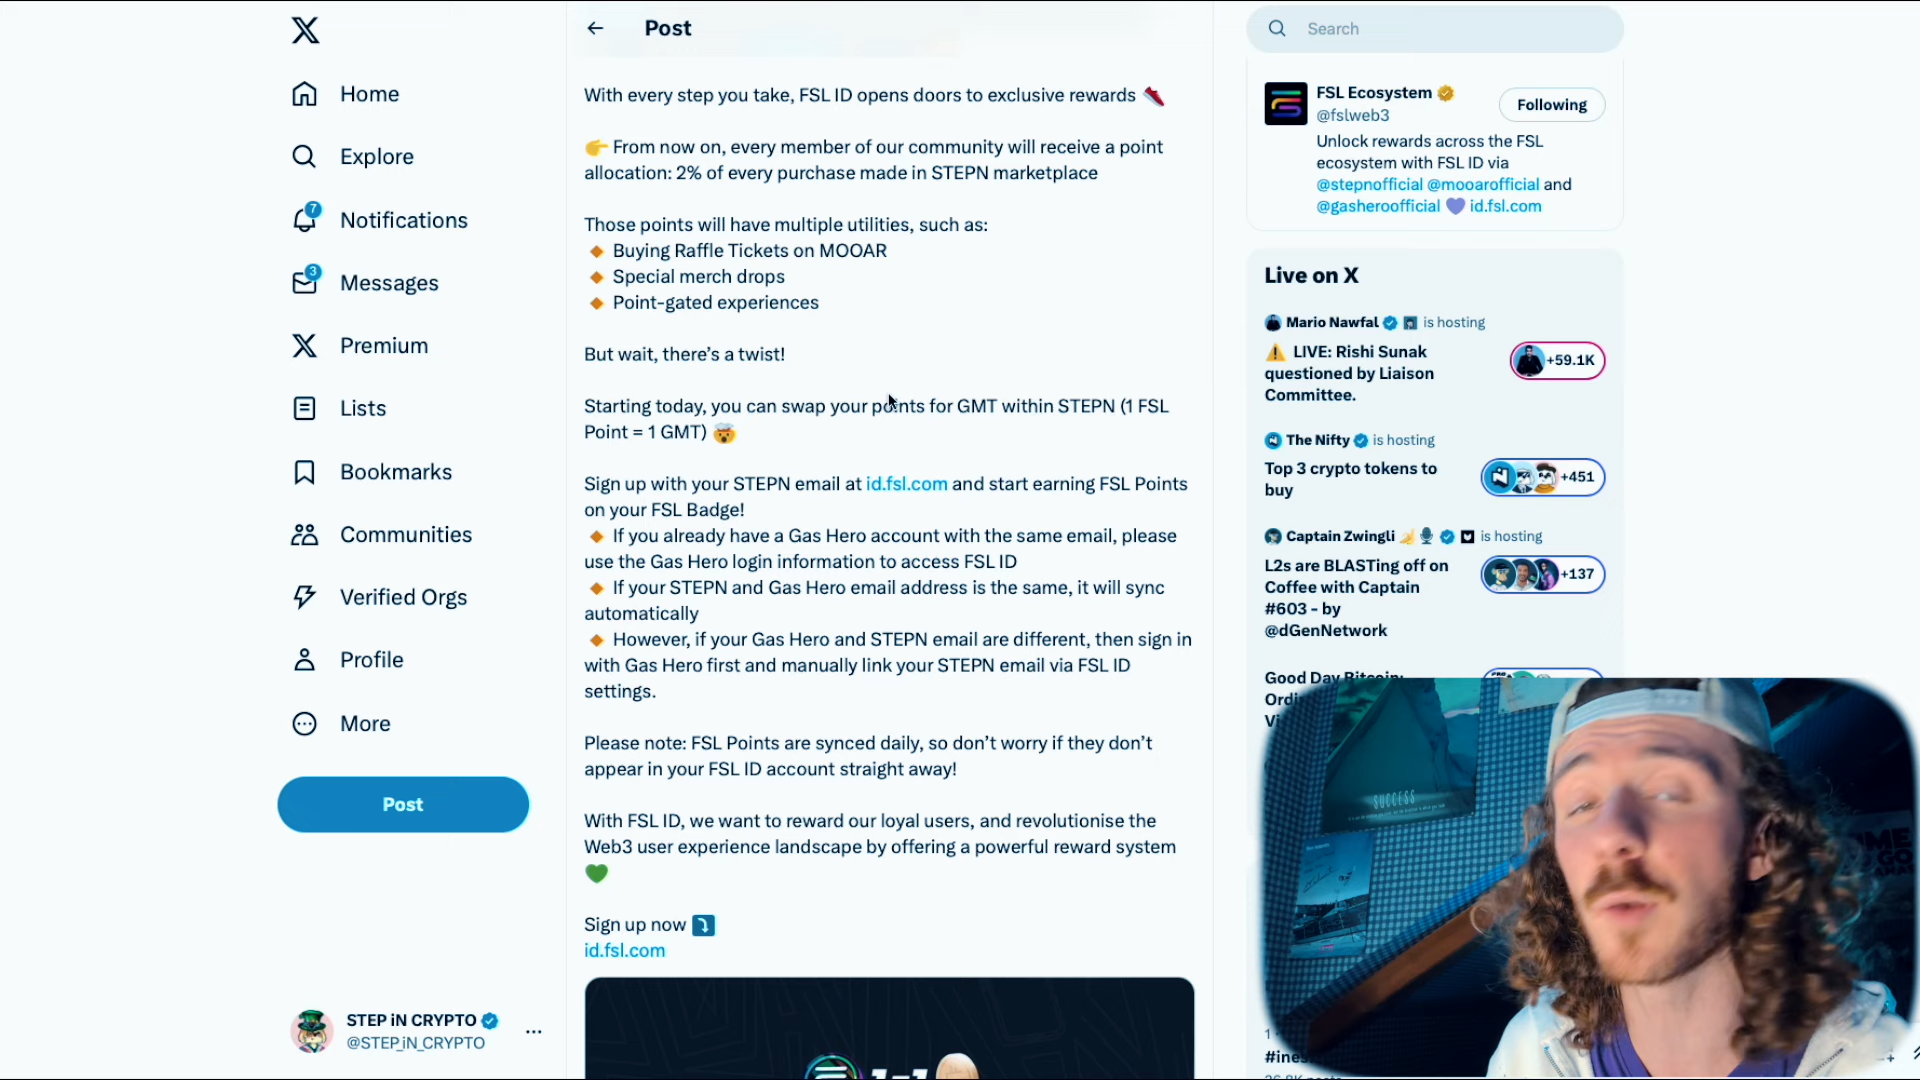 Home
Explore
7
Notifications
3
Messages
Premium
Lists
Bookmarks
Communities
Verified Orgs
Profile
More
Post
STEP iN CRYPTO
@STEP_iN_CRYPTO
Post
With every step you take, FSL ID opens doors to exclusive rewards
From now on, every member of our community will receive a point
allocation: 2% of every purchase made in STEPN marketplace
Those points will have multiple utilities, such as:
Buying Raffle Tickets on MOOAR
Special merch drops
Point-gated experiences
But wait, there’s a twist!
Starting today, you can swap your points for GMT within STEPN (1 FSL
Point = 1 GMT)
Sign up with your STEPN email at id.fsl.com and start earning FSL Points
on your FSL Badge!
If you already have a Gas Hero account with the same email, please
use the Gas Hero login information to access FSL ID
If your STEPN and Gas Hero email address is the same, it will sync
automatically
However, if your Gas Hero and STEPN email are different, then sign in
with Gas Hero first and manually link your STEPN email via FSL ID
settings.
Please note: FSL Points are synced daily, so don’t worry if they don’t
appear in your FSL ID account straight away!
With FSL ID, we want to reward our loyal users, and revolutionise the
Web3 user experience landscape by offering a powerful reward system
Sign up now
id.fsl.com
Search
FSL Ecosystem
@fslweb3
Following
Unlock rewards across the FSL
ecosystem with FSL ID via
@stepnofficial @mooarofficial and
@gasheroofficial id.fsl.com
Live on X
Mario Nawfal is hosting
LIVE: Rishi Sunak
questioned by Liaison
Committee.
+59.1K
The Nifty is hosting
Top 3 crypto tokens to
buy
+451
Captain Zwingli is hosting
L2s are BLASTing off on
Coffee with Captain
#603 - by
@dGenNetwork
+137
Good Day Bitcoin:
SUCCESS